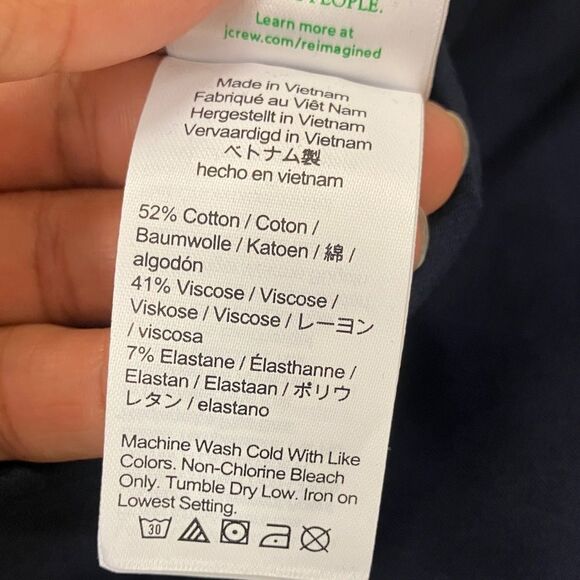 PEOPLE.
Learn more at
jcrew.com/reimagined
Made in Vietnam
Fabriqué au Viêt Nam
Hergestellt in Vietnam
Vervaardigd in Vietnam
ベトナム製
hecho en vietnam
52% Cotton / Coton /
Baumwolle / Katoen / 綿 /
algodón
41% Viscose / Viscose /
Viskose / Viscose / レーヨン
/ viscosa
7% Elastane / Élasthanne /
Elastan / Elastaan / ポリウ
レタン / elastano
Machine Wash Cold With Like
Colors. Non-Chlorine Bleach
Only. Tumble Dry Low. Iron on
Lowest Setting.
30